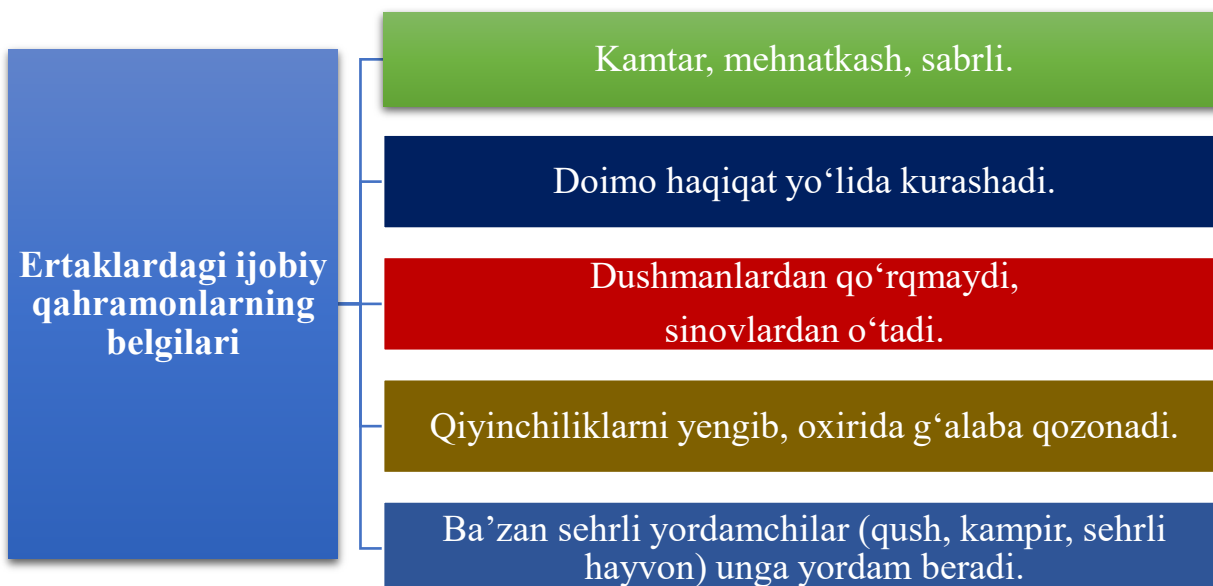 Ertaklardagi ijobiy
qahramonlarning
belgilari
Kamtar, mehnatkash, sabrli.
Doimo haqiqat yo‘lida kurashadi.
Dushmanlardan qo‘rqmaydi,
sinovlardan o‘tadi.
Qiyinchiliklarni yengib, oxirida g‘alaba qozonadi.
Ba’zan sehrli yordamchilar (qush, kampir, sehrli
hayvon) unga yordam beradi.